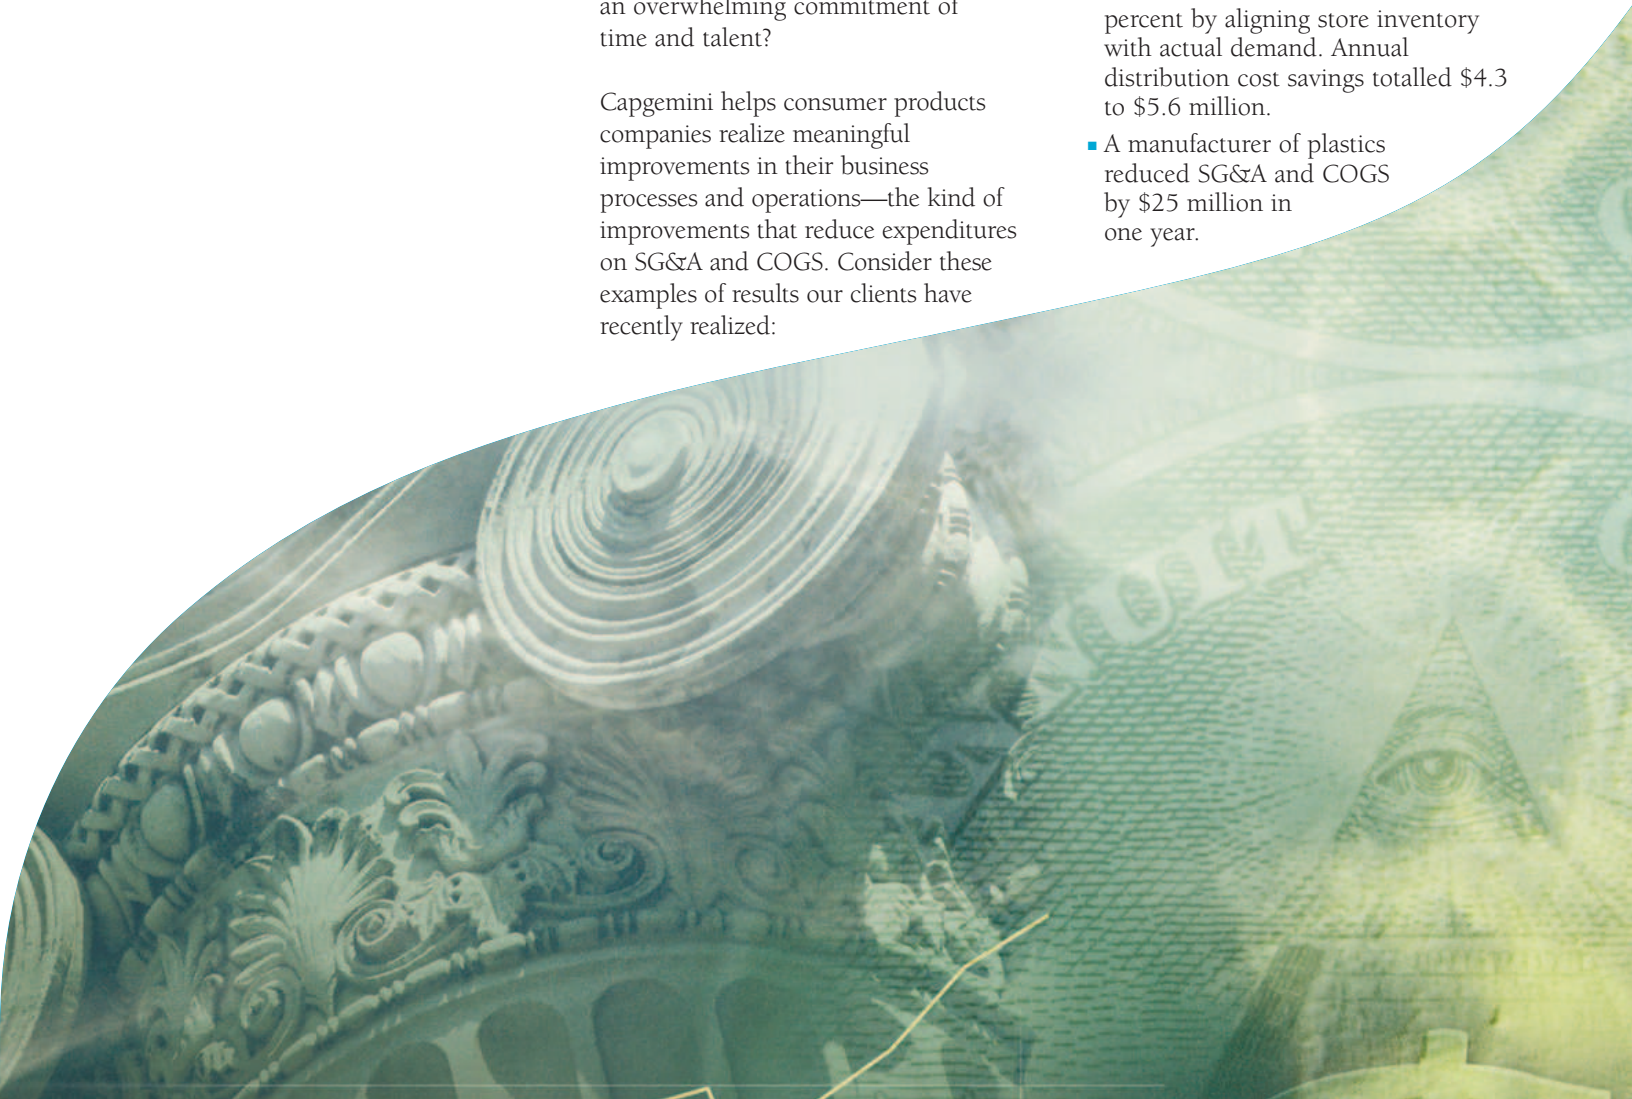 an overwhelming commitment of
time and talent?
Capgemini helps consumer products
companies realize meaningful
improvements in their business
processes and operations—the kind of
improvements that reduce expenditures
on SG&A and COGS. Consider these
examples of results our clients have
recently realized:
percent by aligning store inventory
with actual demand. Annual
distribution cost savings totalled $4.3
to $5.6 million.
A manufacturer of plastics
reduced SG&A and COGS
by $25 million in
one year.
NUIT